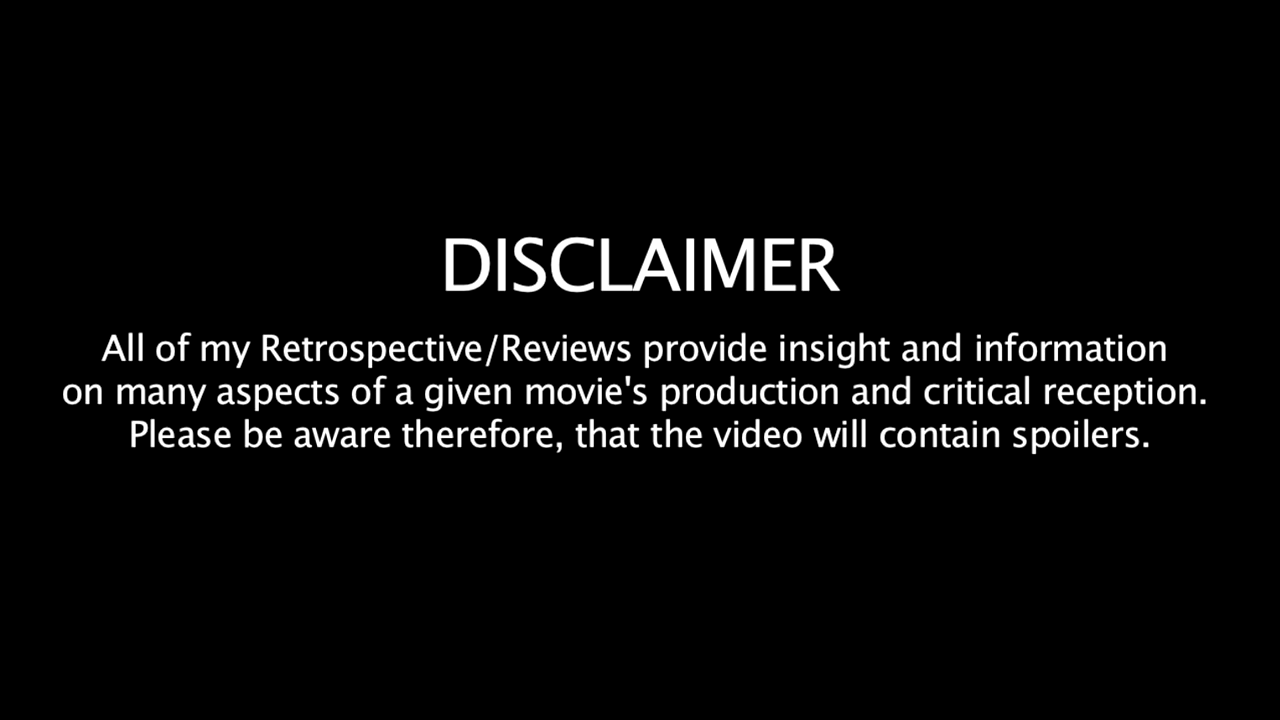 DISCLAIMER
All of my Retrospective/Reviews provide insight and information
on many aspects of a given movie's production and critical reception.
Please be aware therefore, that the video will contain spoilers.